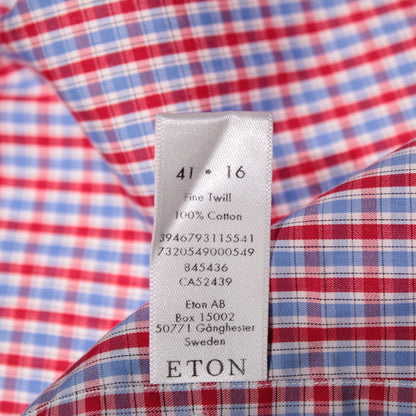 41 • 16
Fine Twill
100% Cotton
3946793115541
7320549000549
845436
CA52439
Eton AB
Box 15002
50771 Gånghester
Sweden
ETON